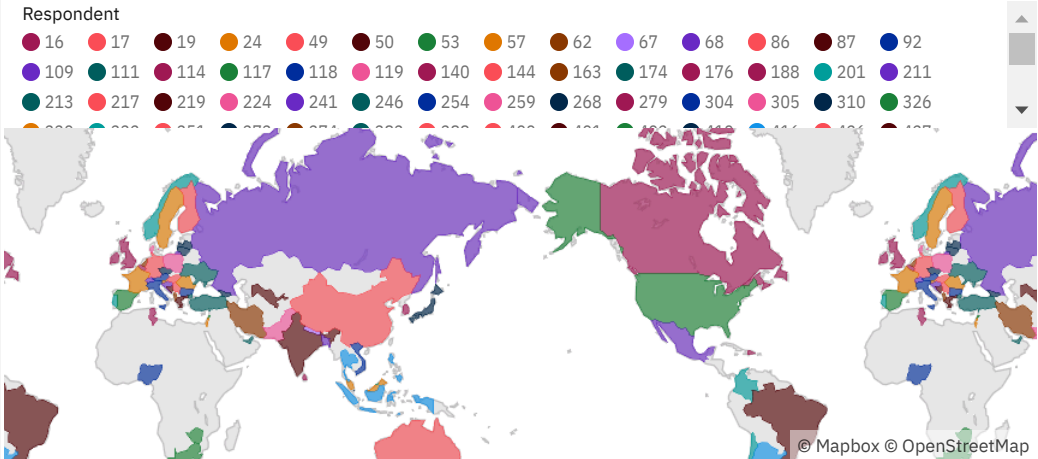 Respondent
16 17 19 24 49 50 53 57 62 67 68 86 87 92
109 111 114 117 118 119 140 144 163 174 176 188 201 211
213 217 219 224 241 246 254 259 268 279 304 305 310 326
© Mapbox © OpenStreetMap